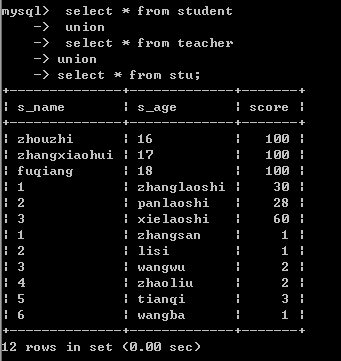 mysql>  select * from student
    ->  union
    ->  select * from teacher
    -> union
    -> select * from stu;
+--------------+------------+-------+
| s_name       | s_age      | score |
+--------------+------------+-------+
| zhouzhi      | 16         |   100 |
| zhangxiaohui | 17         |   100 |
| fuqiang      | 18         |   100 |
| 1            | zhanglaoshi |    30 |
| 2            | panlaoshi  |    28 |
| 3            | xielaoshi  |    60 |
| 1            | zhangsan   |     1 |
| 2            | lisi       |     1 |
| 3            | wangwu     |     2 |
| 4            | zhaoliu    |     2 |
| 5            | tianqi     |     3 |
| 6            | wangba     |     1 |
+--------------+------------+-------+
12 rows in set (0.00 sec)